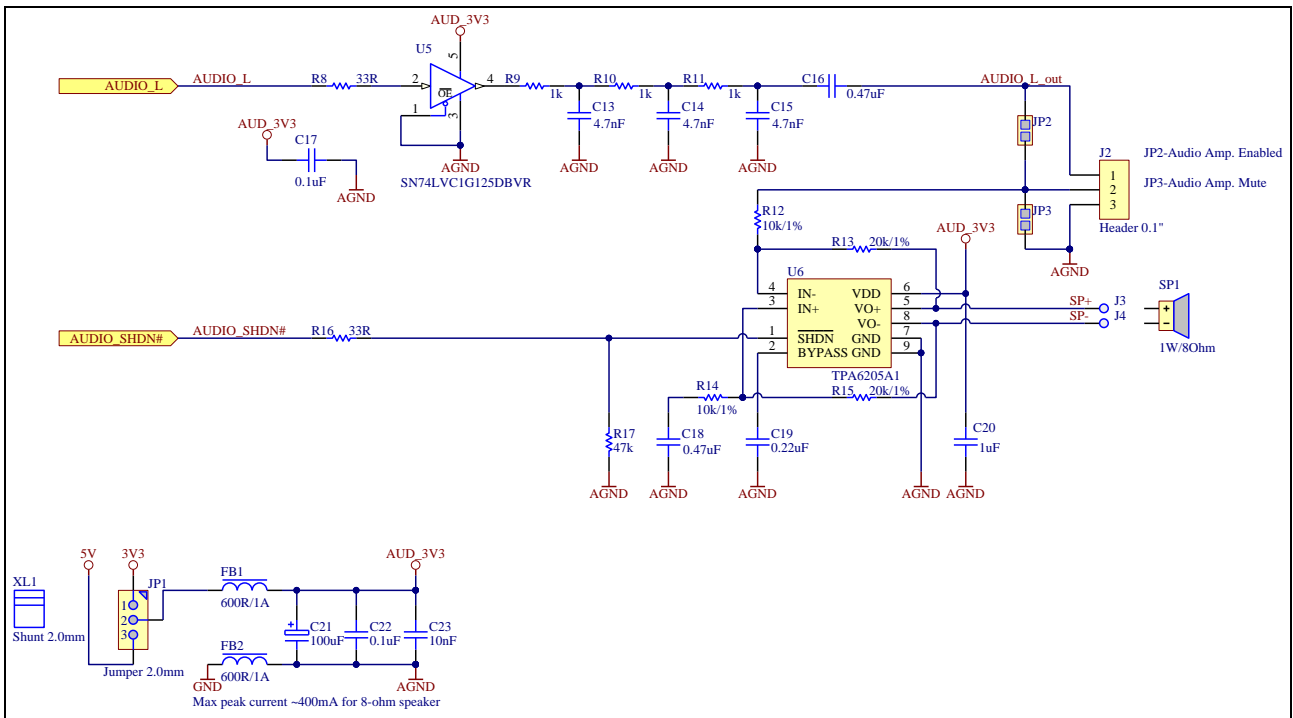 AUD_3V3
U5
AUDIO_L
AUDIO_L
R8 33R
2
5
4
OE
1
3
R9
1k
R10
1k
R11
1k
C16
0.47uF
AUDIO_L_out
C13
4.7nF
C14
4.7nF
C15
4.7nF
AUD_3V3
C17
0.1uF
AGND
AGND
SN74LVC1G125DBVR
AGND
AGND
AGND
JP2
J2
1
2
3
Header 0.1"
JP2-Audio Amp. Enabled
JP3-Audio Amp. Mute
JP3
AGND
R12
10k/1%
R13 20k/1%
AUD_3V3
U6
4 IN- VDD 6
3 IN+ VO+ 5
VO- 8
1 SHDN GND 7
2 BYPASS GND 9
TPA6205A1
SP+ J3
SP- J4
SP1
1W/8Ohm
AUDIO_SHDN#
AUDIO_SHDN#
R16 33R
R14
10k/1%
R15 20k/1%
R17
47k
C18
0.47uF
C19
0.22uF
C20
1uF
AGND
AGND
AGND
AGND
AGND
XL1
Shunt 2.0mm
5V
3V3
JP1
1
2
3
Jumper 2.0mm
FB1
600R/1A
FB2
600R/1A
GND
AUD_3V3
C21
100uF
C22
0.1uF
C23
10nF
AGND
Max peak current ~400mA for 8-ohm speaker